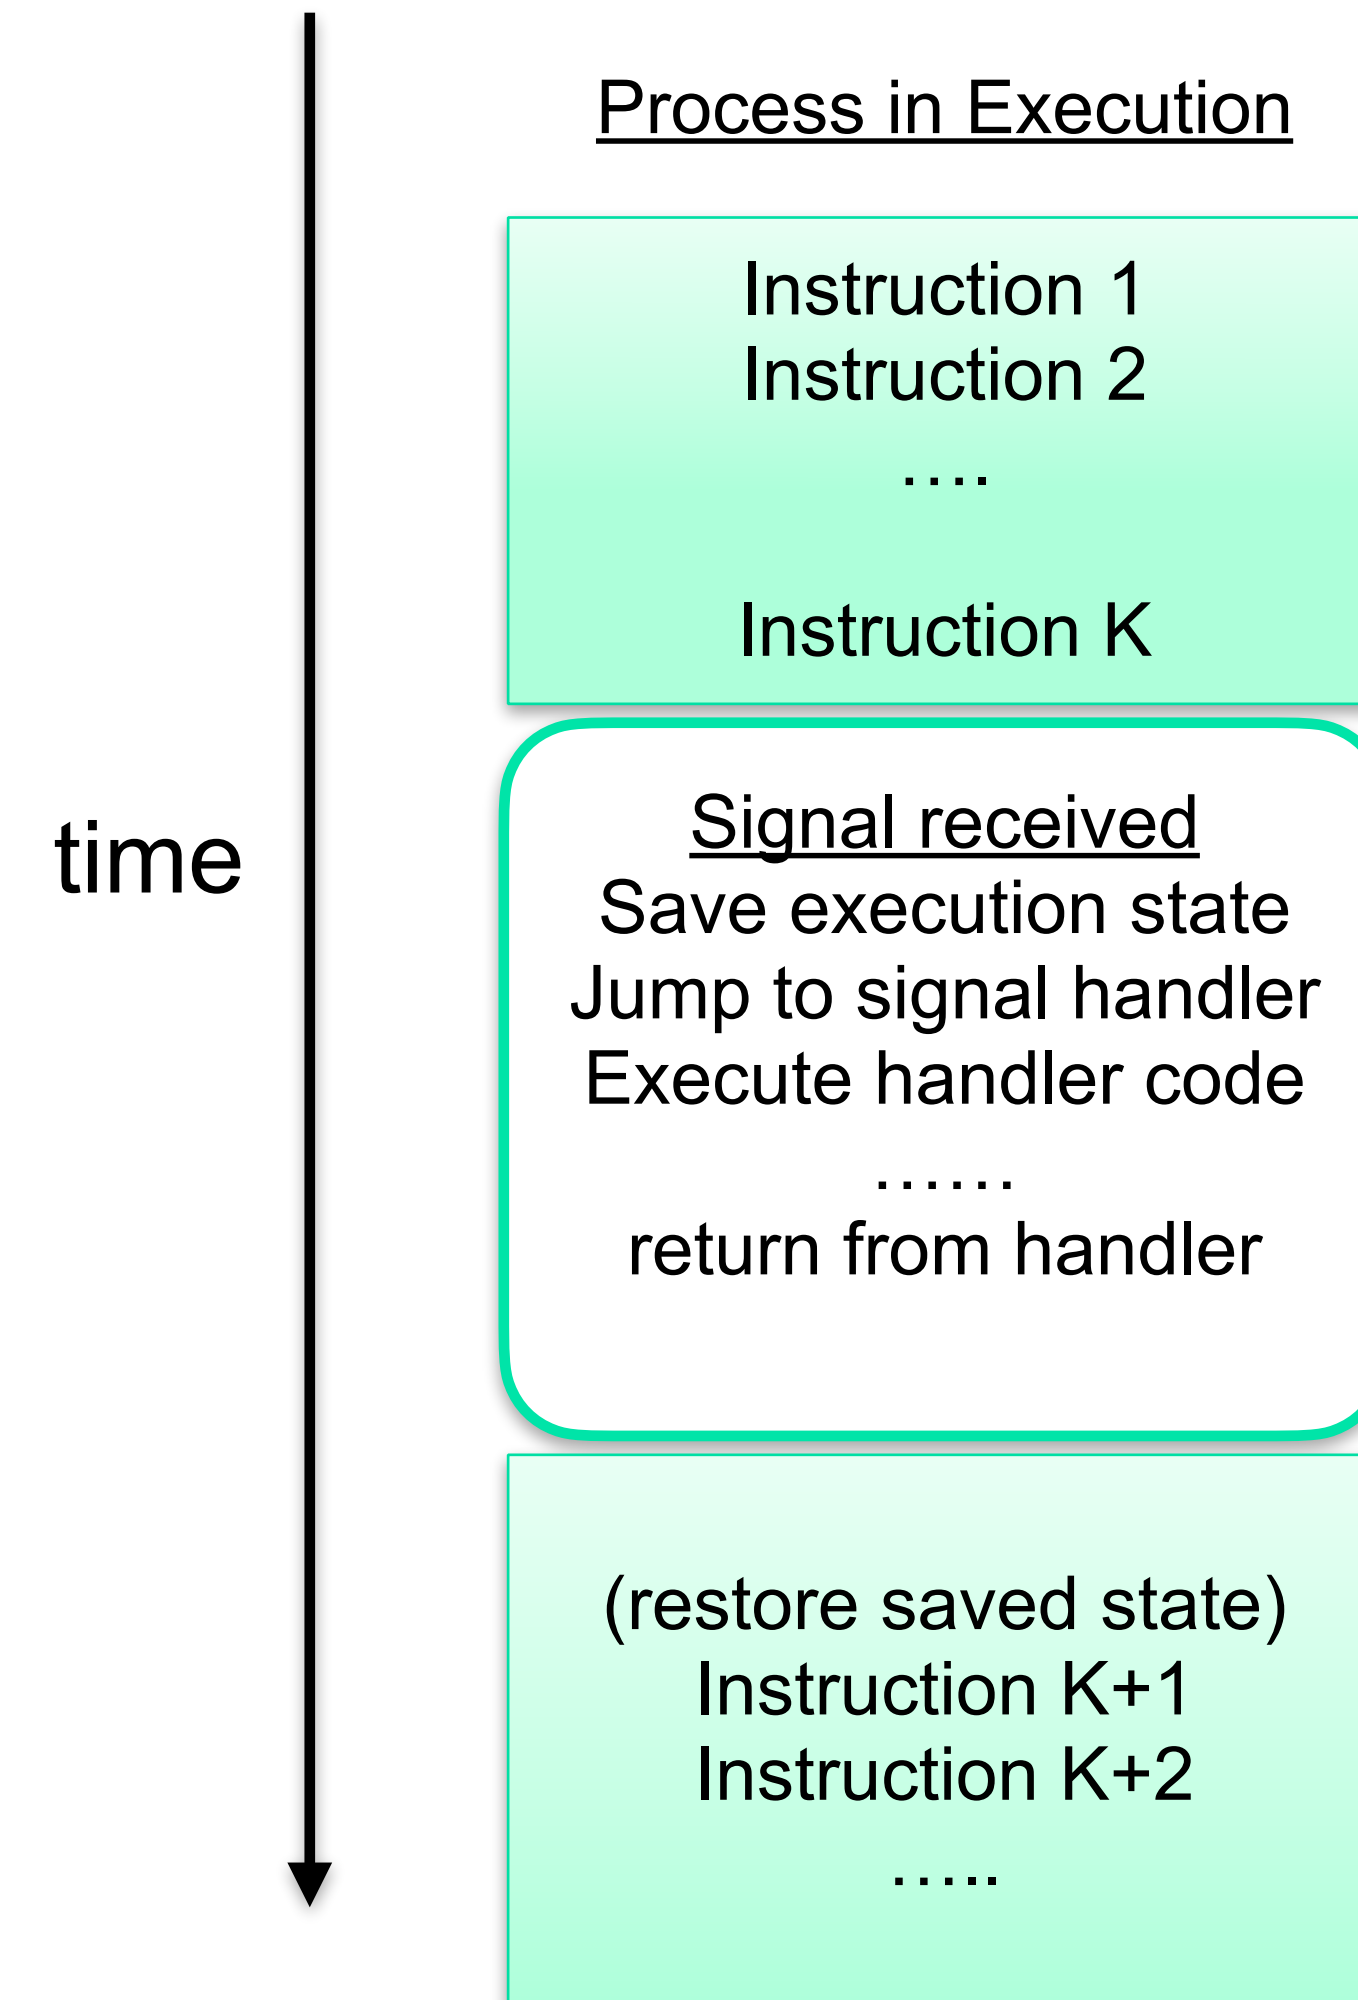 Process in Execution
Instruction 1
Instruction 2
….
Instruction K
time
Signal received
Save execution state
Jump to signal handler
Execute handler code
……
return from handler
(restore saved state)
Instruction K+1
Instruction K+2
…..